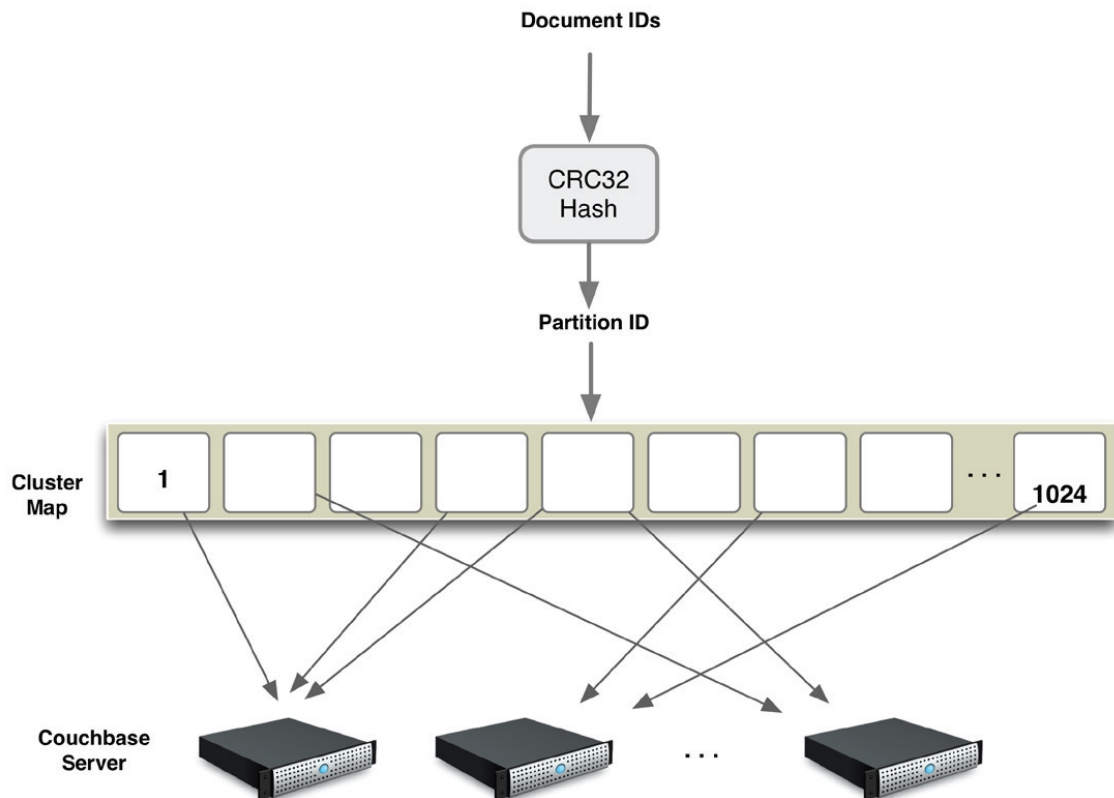 Document IDs
CRC32
Hash
Partition ID
Cluster
Map
1
. . .
1024
Couchbase
Server
. . .